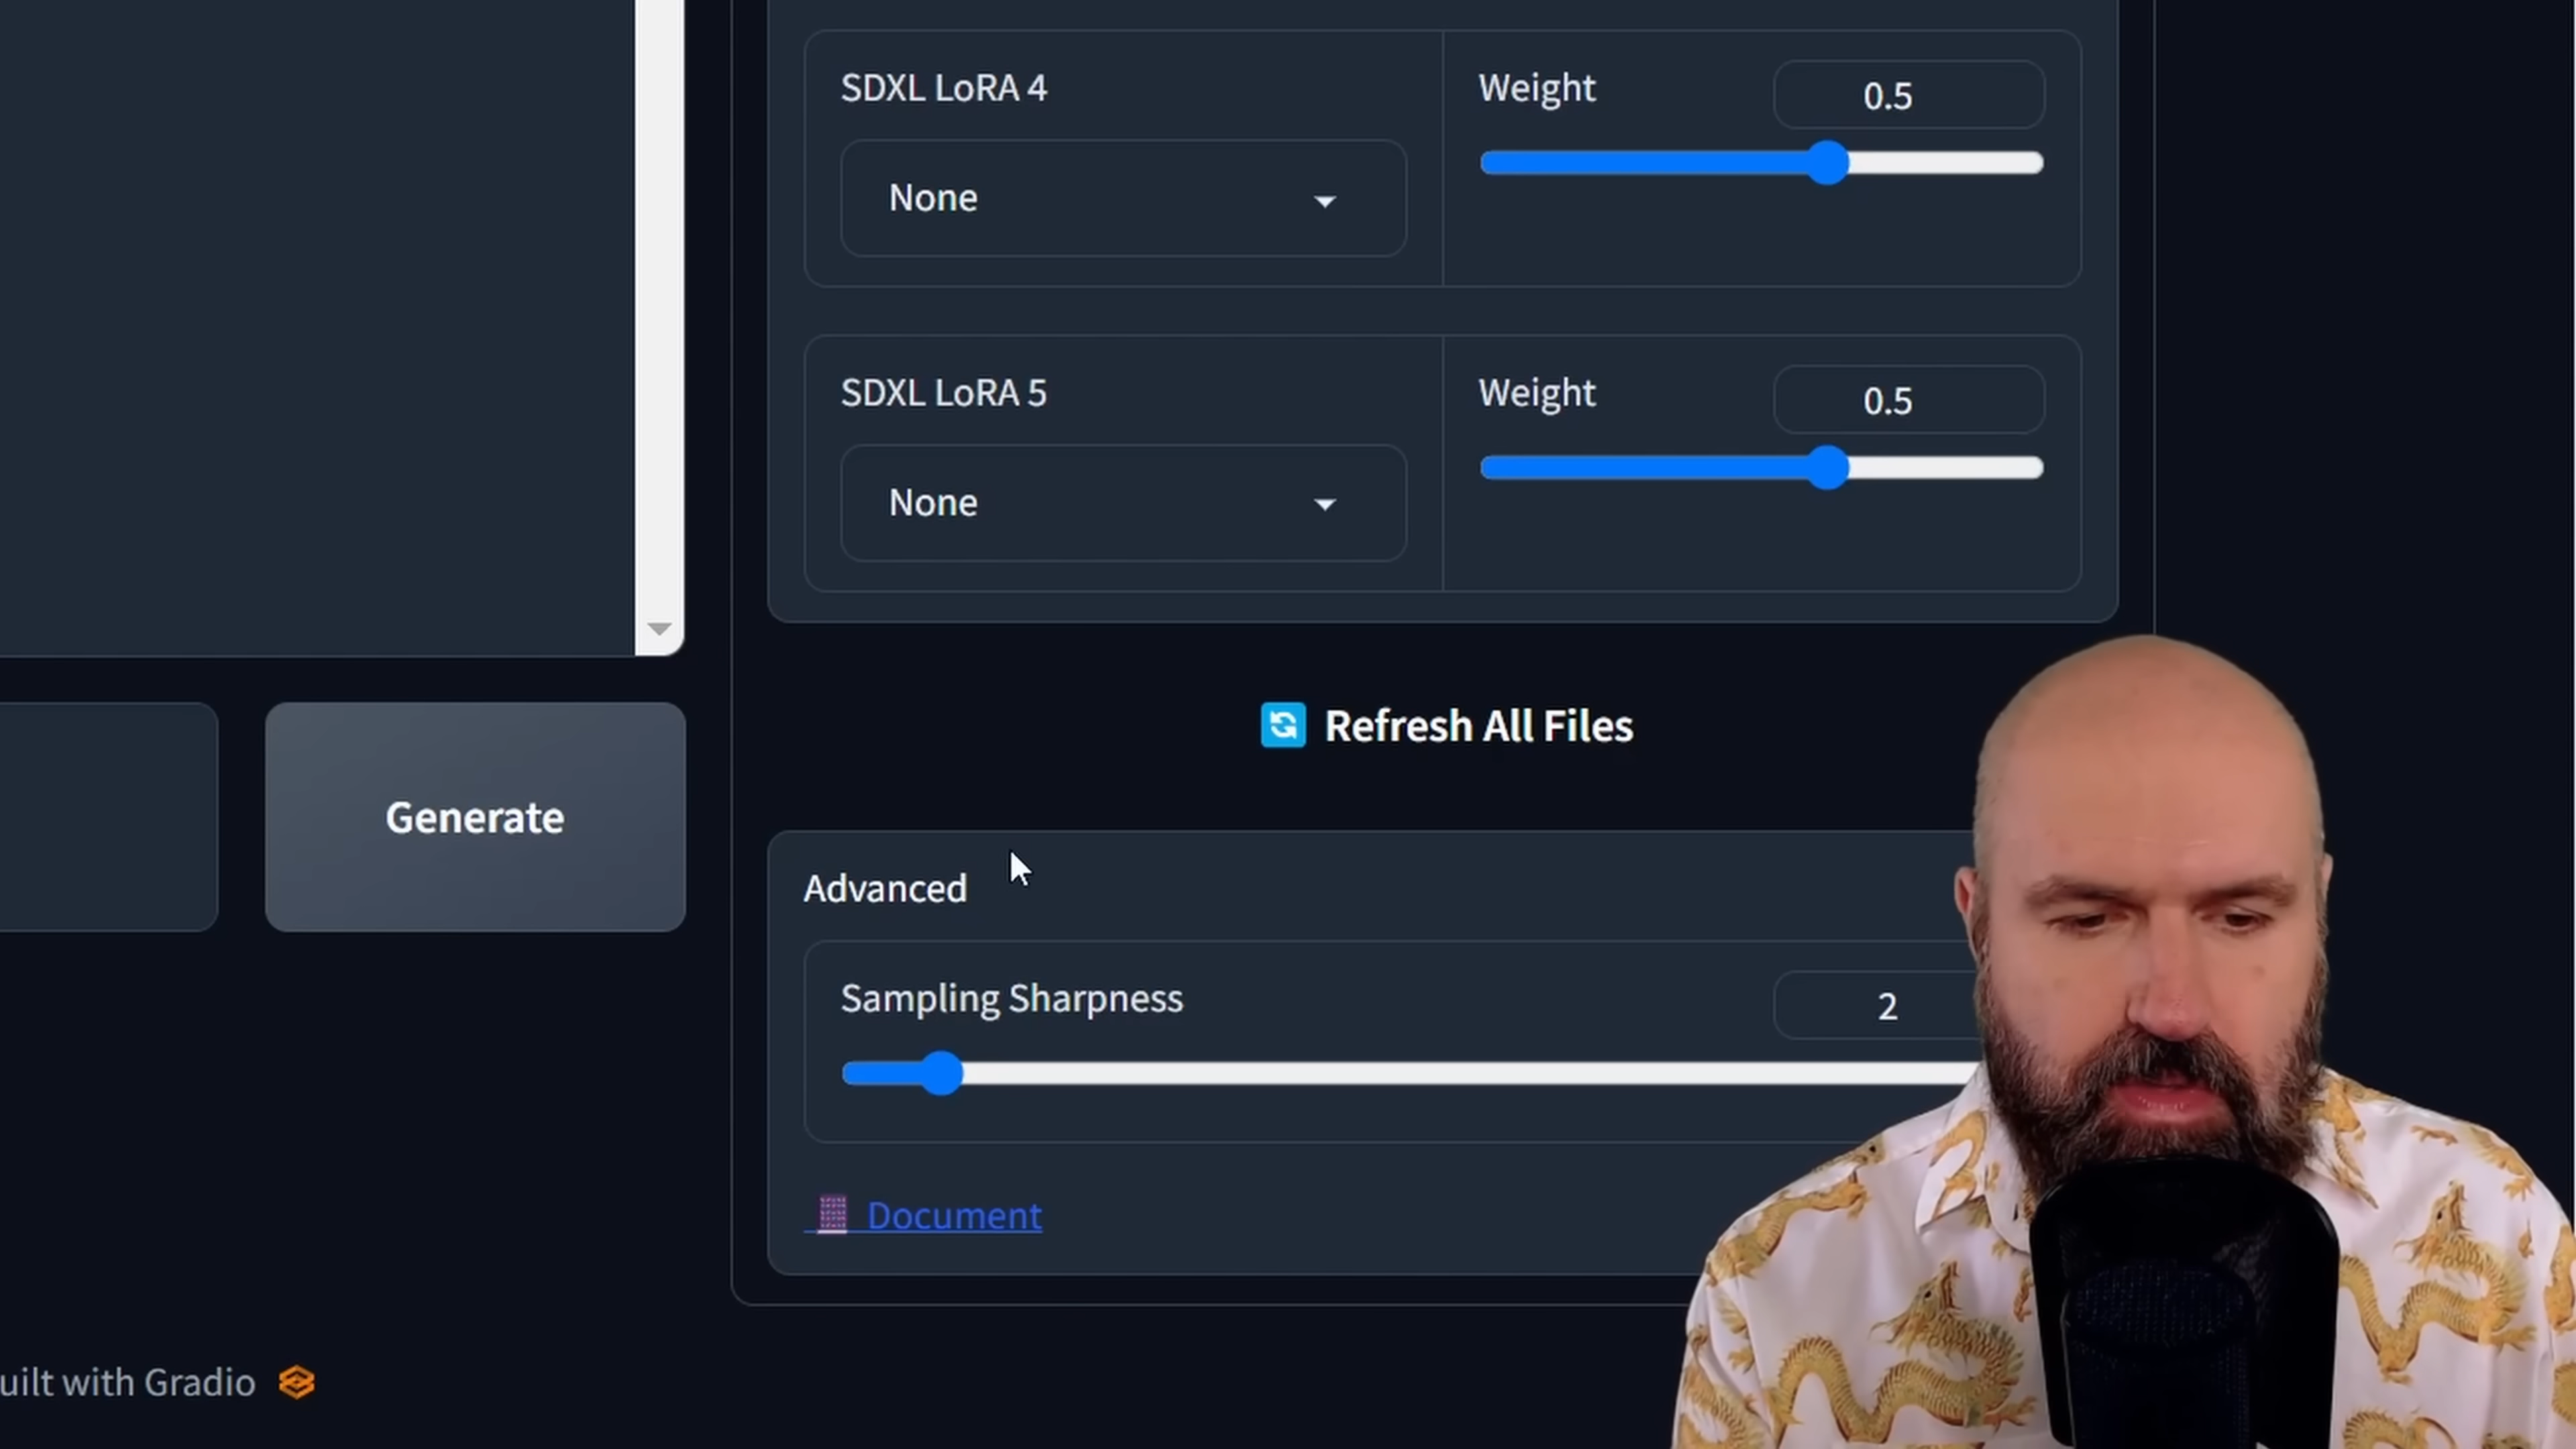 SDXL LoRA 4
Weight
0.5
None
SDXL LoRA 5
Weight
0.5
None
Refresh All Files
Generate
Advanced
Sampling Sharpness
2
Document
uilt with Gradio